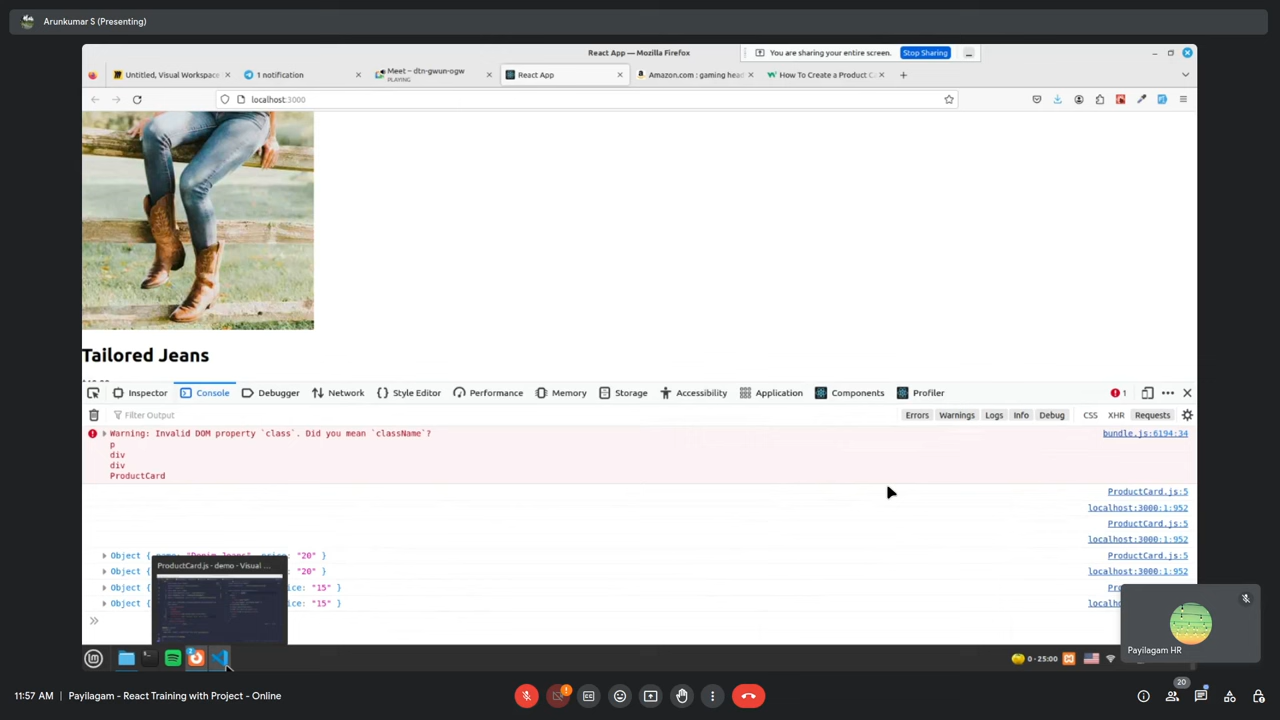 Arunkumar S (Presenting)
React App — Mozilla Firefox
You are sharing your entire screen.
Stop Sharing
Untitled, Visual Workspace
1 notification
Meet – dtn-gwun-ogw
PLAYING
React App
Amazon.com : gaming head
How To Create a Product C
localhost:3000
Tailored Jeans
Inspector
Console
Debugger
Network
Style Editor
Performance
Memory
Storage
Accessibility
Application
Components
Profiler
1
Filter Output
Errors
Warnings
Logs
Info
Debug
CSS
XHR
Requests
Warning: Invalid DOM property `class`. Did you mean `className`?
bundle.js:6194:34
p
div
div
ProductCard
ProductCard.js:5
localhost:3000:1:952
ProductCard.js:5
localhost:3000:1:952
Object { name: "Denim Jeans", price: "20" }
ProductCard.js:5
ProductCard.js - demo - Visual ...
Object { "20" }
localhost:3000:1:952
Object { "15" }
Object { "15" }
0 - 25:00
Payilagam HR
11:57 AM | Payilagam - React Training with Project - Online
20